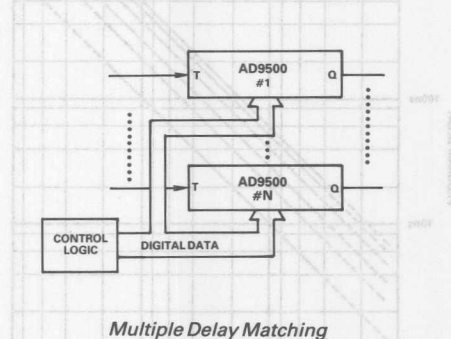 AD9500
#1
T
Q
AD9500
#N
T
Q
CONTROL
LOGIC
DIGITAL DATA
Multiple Delay Matching